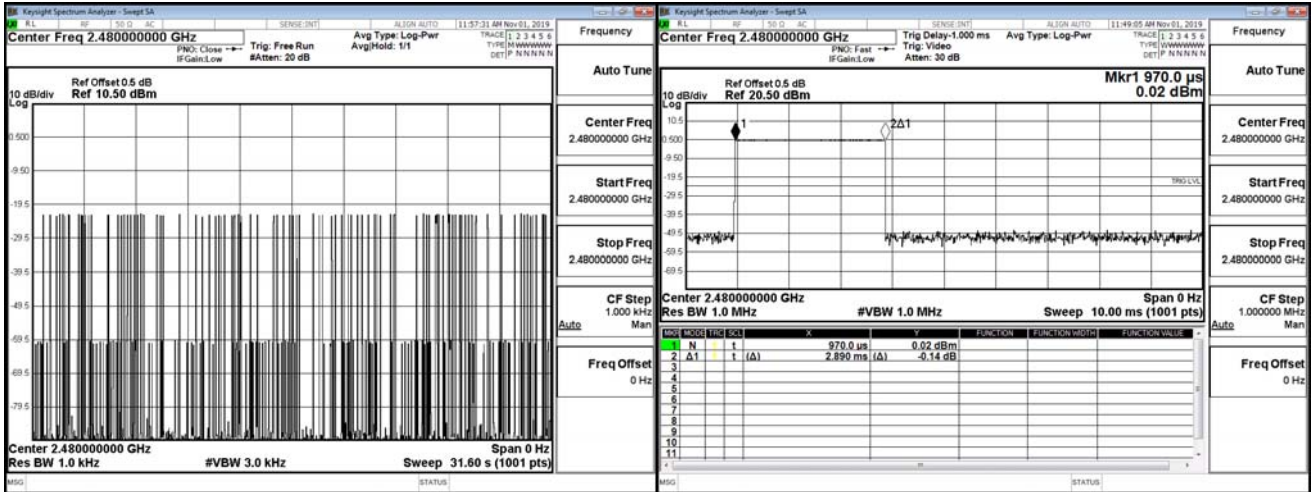 Keysight Spectrum Analyzer - Swept SA
RL RF 50 Ω AC SENSE:INT ALIGN AUTO 11:57:31 AM Nov 01, 2019
Center Freq 2.480000000 GHz
PNO: Close
IFGain:Low
Trig: Free Run
#Atten: 20 dB
Avg Type: Log-Pwr
Avg|Hold: 1/1
TRACE 1 2 3 4 5 6
TYPE MWWWWW
DET P NNNNN
Ref Offset 0.5 dB
10 dB/div Ref 10.50 dBm
Log
0.500
-9.50
-19.5
-29.5
-39.5
-49.5
-59.5
-69.5
-79.5
Center 2.480000000 GHz Span 0 Hz
Res BW 1.0 kHz #VBW 3.0 kHz Sweep 31.60 s (1001 pts)
MSG STATUS
Frequency
Auto Tune
Center Freq
2.480000000 GHz
Start Freq
2.480000000 GHz
Stop Freq
2.480000000 GHz
CF Step
1.000 kHz
Auto Man
Freq Offset
0 Hz
Keysight Spectrum Analyzer - Swept SA
RL RF 50 Ω AC SENSE:INT ALIGN AUTO 11:49:05 AM Nov 01, 2019
Center Freq 2.480000000 GHz
PNO: Fast
IFGain:Low
Trig Delay-1.000 ms
Trig: Video
Atten: 30 dB
Avg Type: Log-Pwr
TRACE 1 2 3 4 5 6
TYPE WWWWWW
DET P NNNNN
Mkr1 970.0 µs
0.02 dBm
Ref Offset 0.5 dB
10 dB/div Ref 20.50 dBm
Log
10.5
0.500
-9.50
-19.5
-29.5
-39.5
-49.5
-59.5
-69.5
1
2Δ1
TRIG LVL
Center 2.480000000 GHz Span 0 Hz
Res BW 1.0 MHz #VBW 1.0 MHz Sweep 10.00 ms (1001 pts)
MKR MODE TRC SCL X Y FUNCTION FUNCTION WIDTH FUNCTION VALUE
1 N t 970.0 µs 0.02 dBm
2 Δ1 t (Δ) 2.890 ms (Δ) -0.14 dB
3
4
5
6
7
8
9
10
11
MSG STATUS
Frequency
Auto Tune
Center Freq
2.480000000 GHz
Start Freq
2.480000000 GHz
Stop Freq
2.480000000 GHz
CF Step
1.000000 MHz
Auto Man
Freq Offset
0 Hz